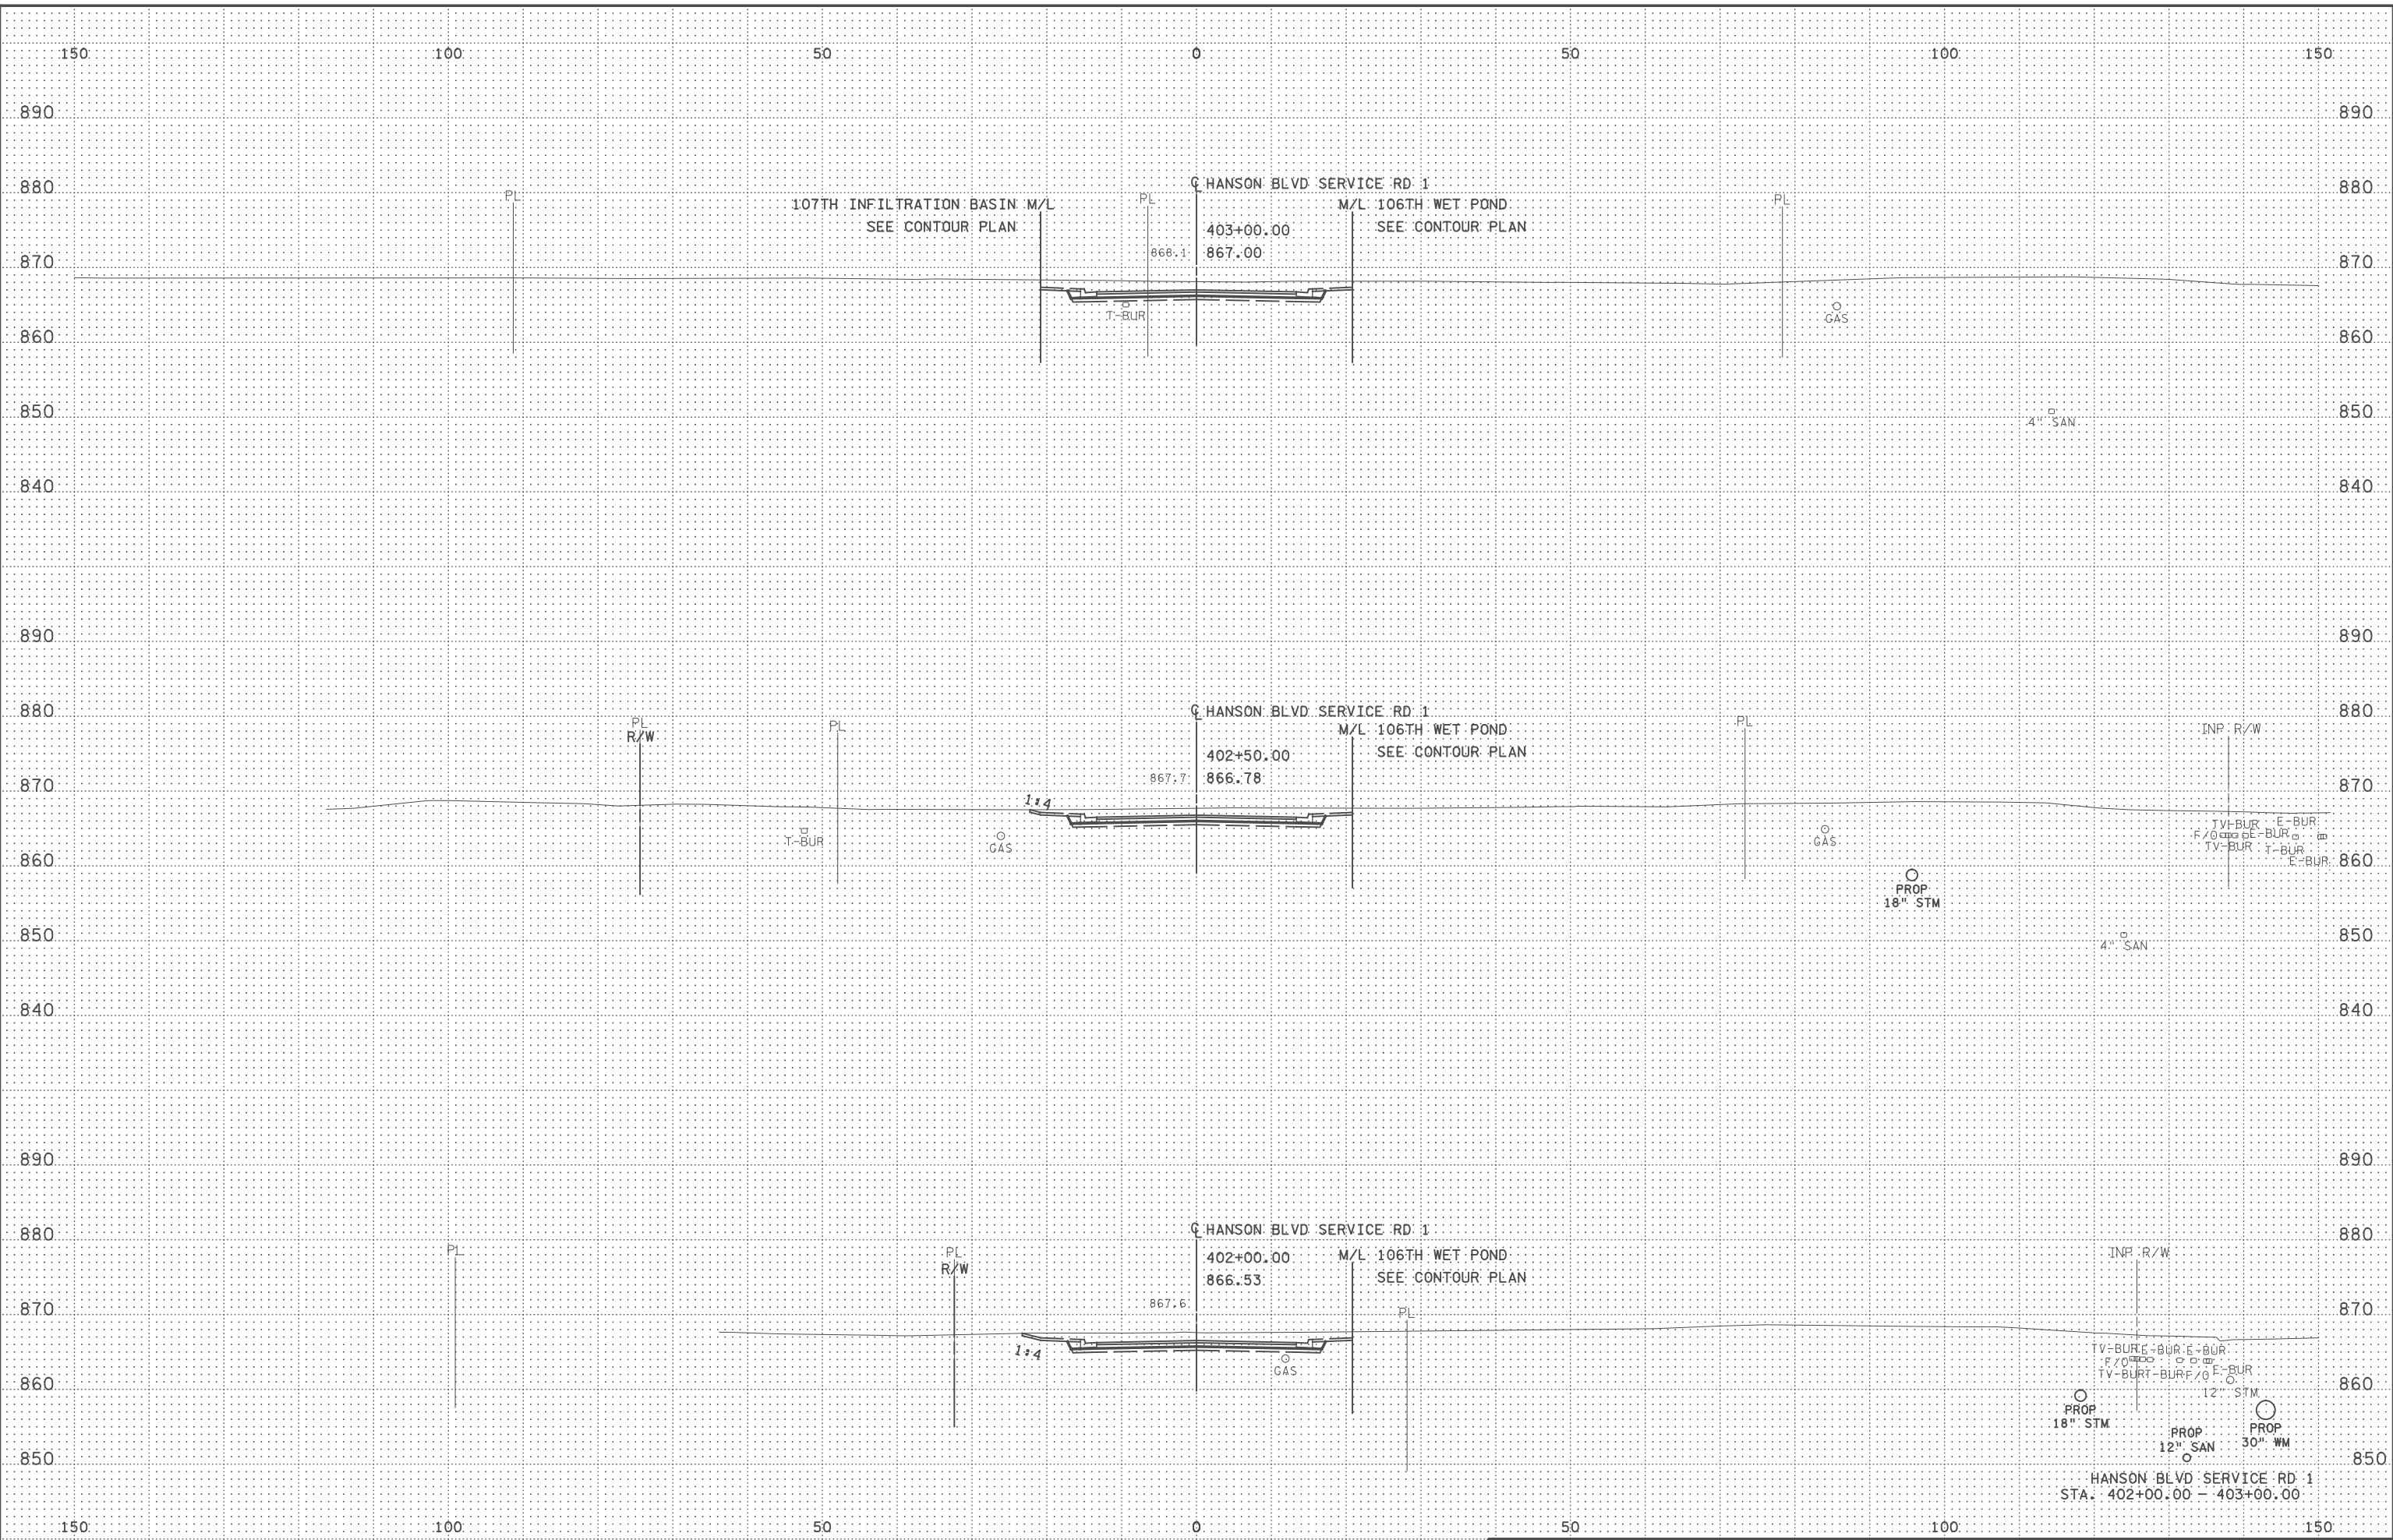 150 100 50 0 50 100 150
890 890
880 880
℄ HANSON BLVD SERVICE RD 1
PL PL PL
107TH INFILTRATION BASIN M/L M/L 106TH WET POND
SEE CONTOUR PLAN SEE CONTOUR PLAN
403+00.00
868.1 867.00
870 870
T-BUR GAS
860 860
850 850
4" SAN
840 840
890 890
880 880
℄ HANSON BLVD SERVICE RD 1
PL PL PL INP R/W
R/W M/L 106TH WET POND
402+50.00 SEE CONTOUR PLAN
867.7 866.78
870 870
1:4
TV-BUR E-BUR
F/O E-BUR
T-BUR GAS GAS TV-BUR T-BUR
E-BUR
860 860
PROP
18" STM
850 850
4" SAN
840 840
890 890
880 880
℄ HANSON BLVD SERVICE RD 1
PL PL INP R/W
R/W 402+00.00 M/L 106TH WET POND
866.53 SEE CONTOUR PLAN
867.6
870 870
PL
1:4
TV-BUR E-BUR E-BUR
F/O
GAS TV-BUR T-BUR F/O E-BUR
860 860
12" STM
PROP
18" STM
PROP
12" SAN
PROP
30" WM
850 850
HANSON BLVD SERVICE RD 1
STA. 402+00.00 - 403+00.00
150 100 50 0 50 100 150